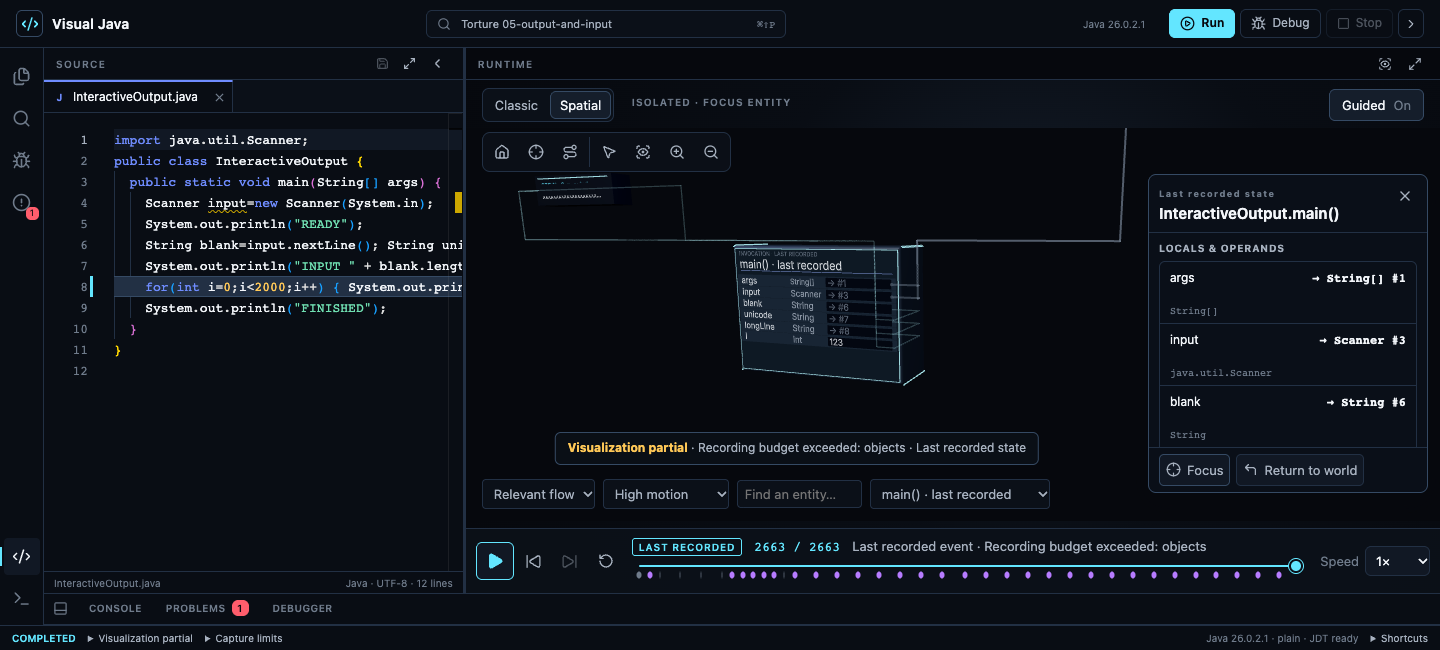 Visual Java
Torture 05-output-and-input
⌘⇧P
Java 26.0.2.1
Run
Debug
Stop
SOURCE
RUNTIME
J InteractiveOutput.java
Classic
Spatial
ISOLATED · FOCUS ENTITY
Guided On
1 import java.util.Scanner;
2 public class InteractiveOutput {
3 public static void main(String[] args) {
4 Scanner input=new Scanner(System.in);
5 System.out.println("READY");
6 String blank=input.nextLine(); String uni
7 System.out.println("INPUT " + blank.lengt
8 for(int i=0;i<2000;i++) { System.out.prin
9 System.out.println("FINISHED");
10 }
11 }
12
INVOCATION · LAST RECORDED
main() · last recorded
args String[] → #1
input Scanner → #3
blank String → #6
unicode String → #7
longLine String → #8
i int 123
Last recorded state
InteractiveOutput.main()
LOCALS & OPERANDS
args → String[] #1
String[]
input → Scanner #3
java.util.Scanner
blank → String #6
String
Focus
Return to world
Visualization partial · Recording budget exceeded: objects · Last recorded state
Relevant flow
High motion
Find an entity...
main() · last recorded
LAST RECORDED
2663 / 2663
Last recorded event · Recording budget exceeded: objects
Speed
1×
InteractiveOutput.java
Java · UTF-8 · 12 lines
CONSOLE
PROBLEMS 1
DEBUGGER
COMPLETED
Visualization partial
Capture limits
Java 26.0.2.1 · plain · JDT ready
Shortcuts
1